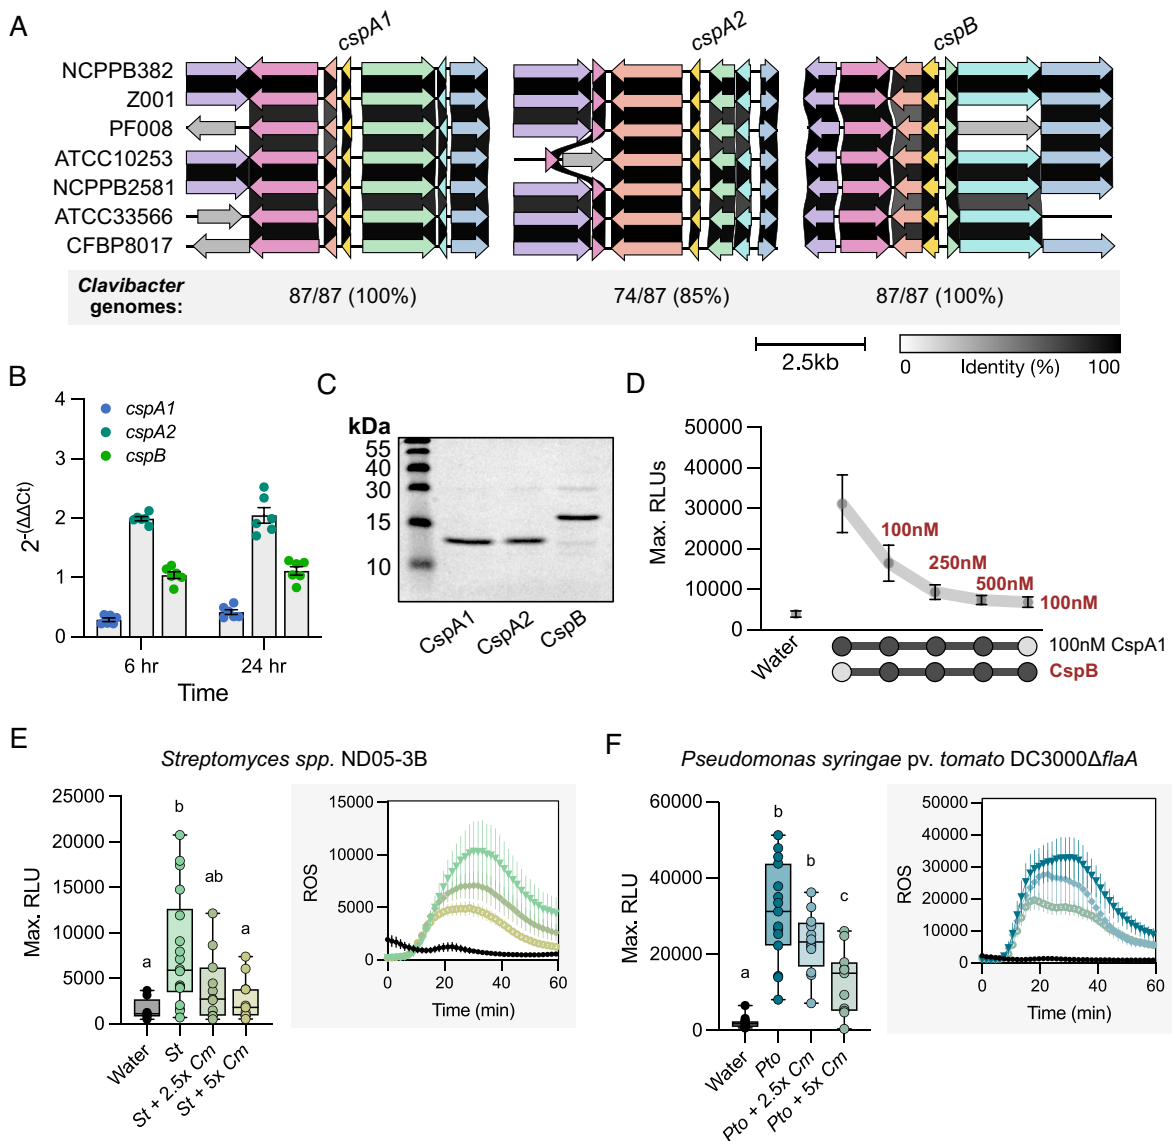 A
cspA1
cspA2
cspB
NCPPB382
Z001
PF008
ATCC10253
NCPPB2581
ATCC33566
CFBP8017
Clavibacter
genomes:
87/87 (100%)
74/87 (85%)
87/87 (100%)
2.5kb
0
Identity (%)
100
B
4
3
2
1
0
2-(ΔΔCt)
cspA1
cspA2
cspB
6 hr
24 hr
Time
C
kDa
55
40
30
15
10
CspA1
CspA2
CspB
D
50000
40000
30000
20000
10000
0
Max. RLUs
100nM
250nM
500nM
100nM
Water
100nM CspA1
CspB
E
Streptomyces spp. ND05-3B
25000
20000
15000
10000
5000
0
Max. RLU
a
b
ab
a
Water
St
St + 2.5x Cm
St + 5x Cm
15000
10000
5000
0
ROS
0
20
40
60
Time (min)
F
Pseudomonas syringae pv. tomato DC3000ΔflaA
60000
40000
20000
0
Max. RLU
a
b
b
c
Water
Pto
Pto + 2.5x Cm
Pto + 5x Cm
50000
40000
30000
20000
10000
0
ROS
0
20
40
60
Time (min)